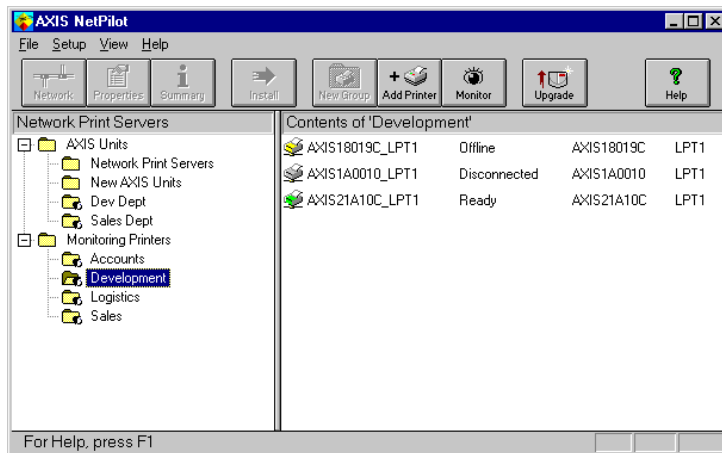 AXIS NetPilot
File Setup View Help
Network Properties Summary Install New Group Add Printer Monitor Upgrade Help
Network Print Servers Contents of 'Development'
AXIS Units
Network Print Servers
New AXIS Units
Dev Dept
Sales Dept
Monitoring Printers
Accounts
Development
Logistics
Sales
AXIS18019C_LPT1 Offline AXIS18019C LPT1
AXIS1A0010_LPT1 Disconnected AXIS1A0010 LPT1
AXIS21A10C_LPT1 Ready AXIS21A10C LPT1
For Help, press F1